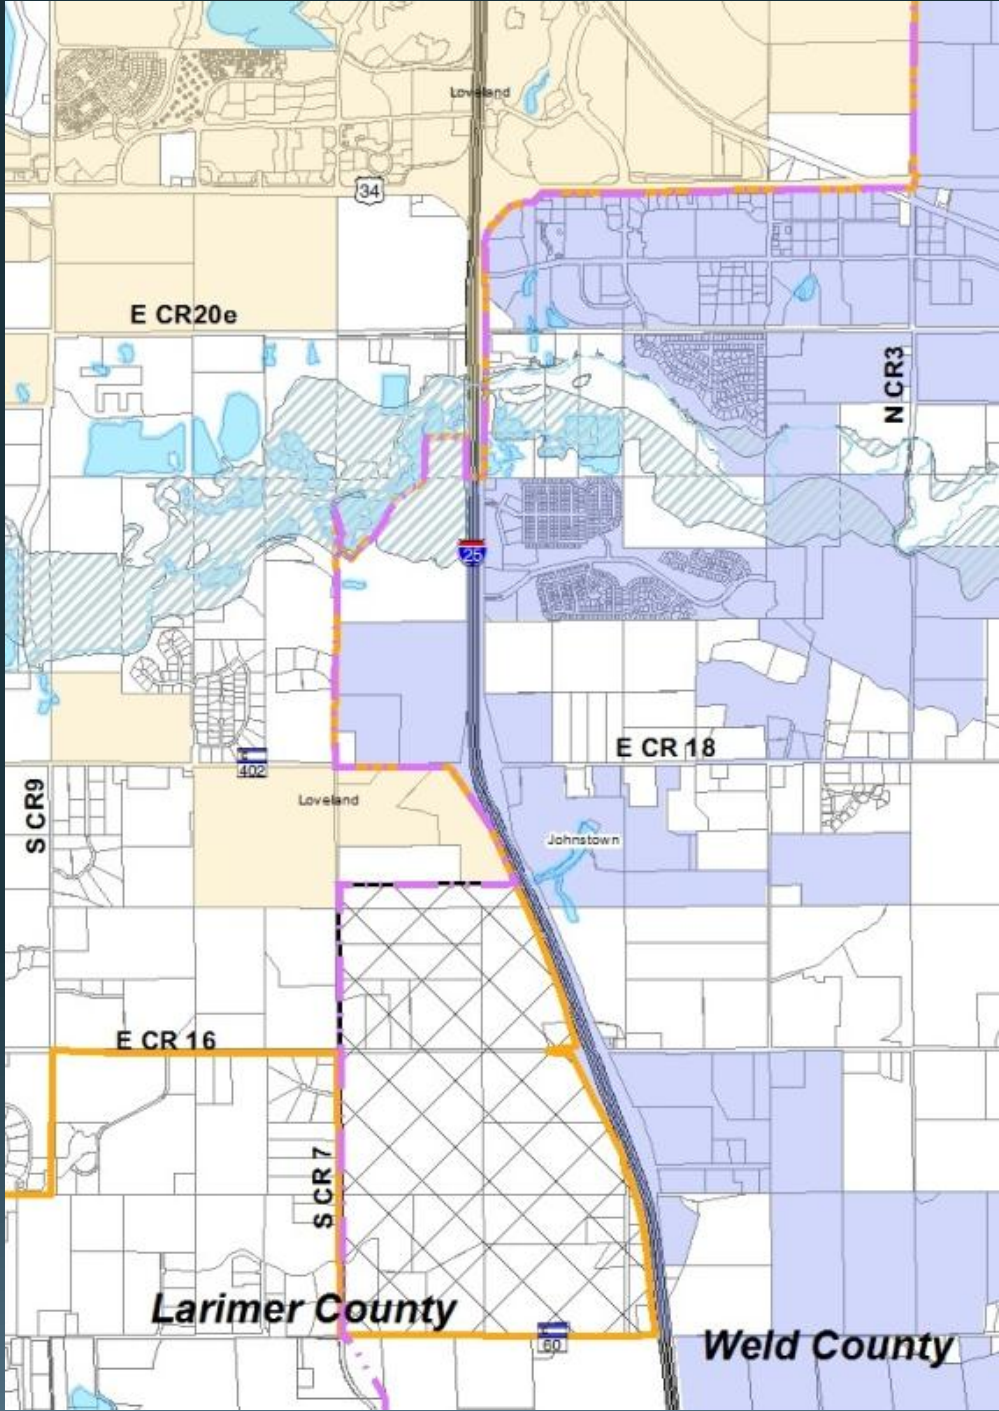 Loveland
34
E CR20e
N CR3
25
E CR 18
402
Loveland
S CR9
Johnstown
E CR 16
S CR 7
Larimer County
60
Weld County